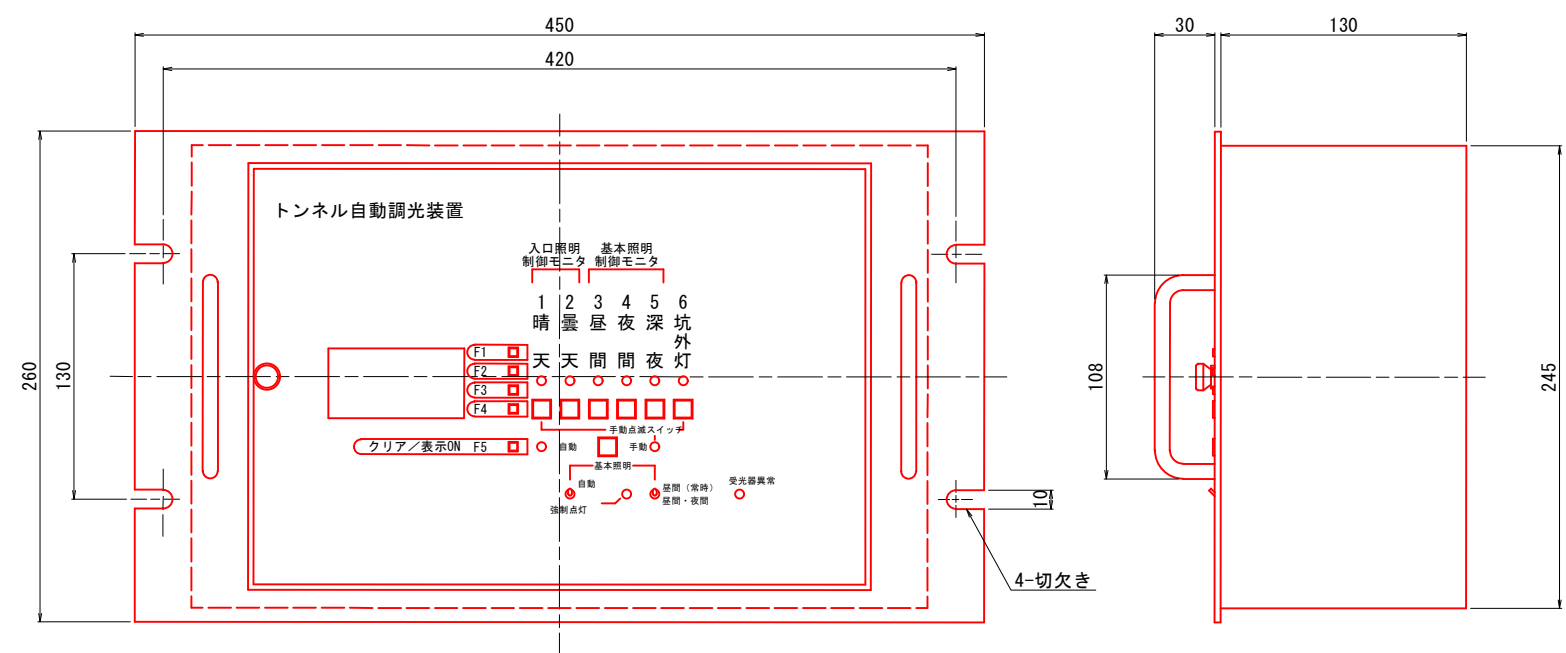 450
30
130
420
トンネル自動調光装置
入口照明
制御モニタ
基本照明
制御モニタ
1 晴天
2 曇天
3 昼間
4 夜間
5 深夜
6 坑外灯
F1
F2
F3
F4
手動点滅スイッチ
クリア／表示ON F5
自動
手動
基本照明
自動
強制点灯
昼間（常時）
昼間・夜間
受光器異常
260
130
10
4-切欠き
108
245